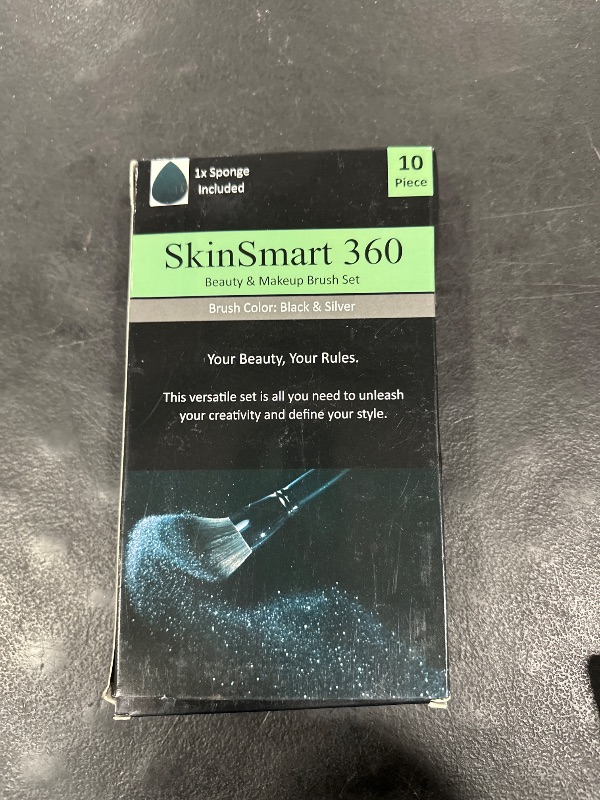 1x Sponge
Included
10
Piece
SkinSmart 360
Beauty & Makeup Brush Set
Brush Color: Black & Silver
Your Beauty, Your Rules.
This versatile set is all you need to unleash
your creativity and define your style.